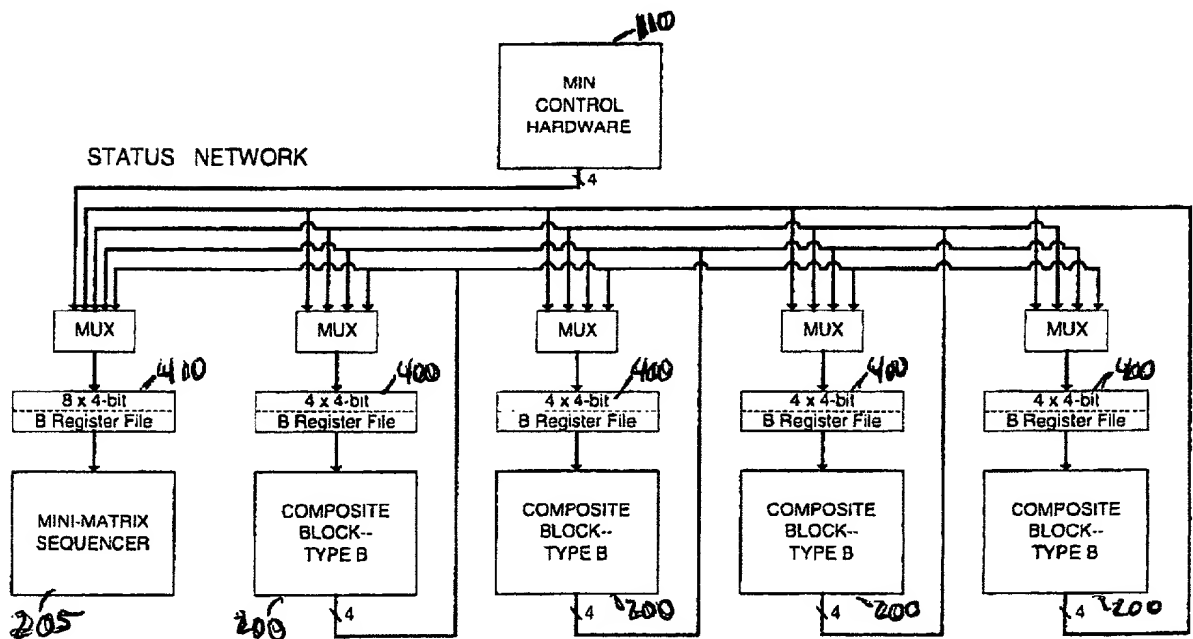 110
MIN
CONTROL
HARDWARE
STATUS NETWORK
4
MUX
MUX
MUX
MUX
MUX
410
400
400
400
400
8 x 4-bit
B Register File
4 x 4-bit
B Register File
4 x 4-bit
B Register File
4 x 4-bit
B Register File
4 x 4-bit
B Register File
MINI-MATRIX
SEQUENCER
COMPOSITE
BLOCK--
TYPE B
COMPOSITE
BLOCK--
TYPE B
COMPOSITE
BLOCK--
TYPE B
COMPOSITE
BLOCK--
TYPE B
205
200
4
4
200
4
200
4
200